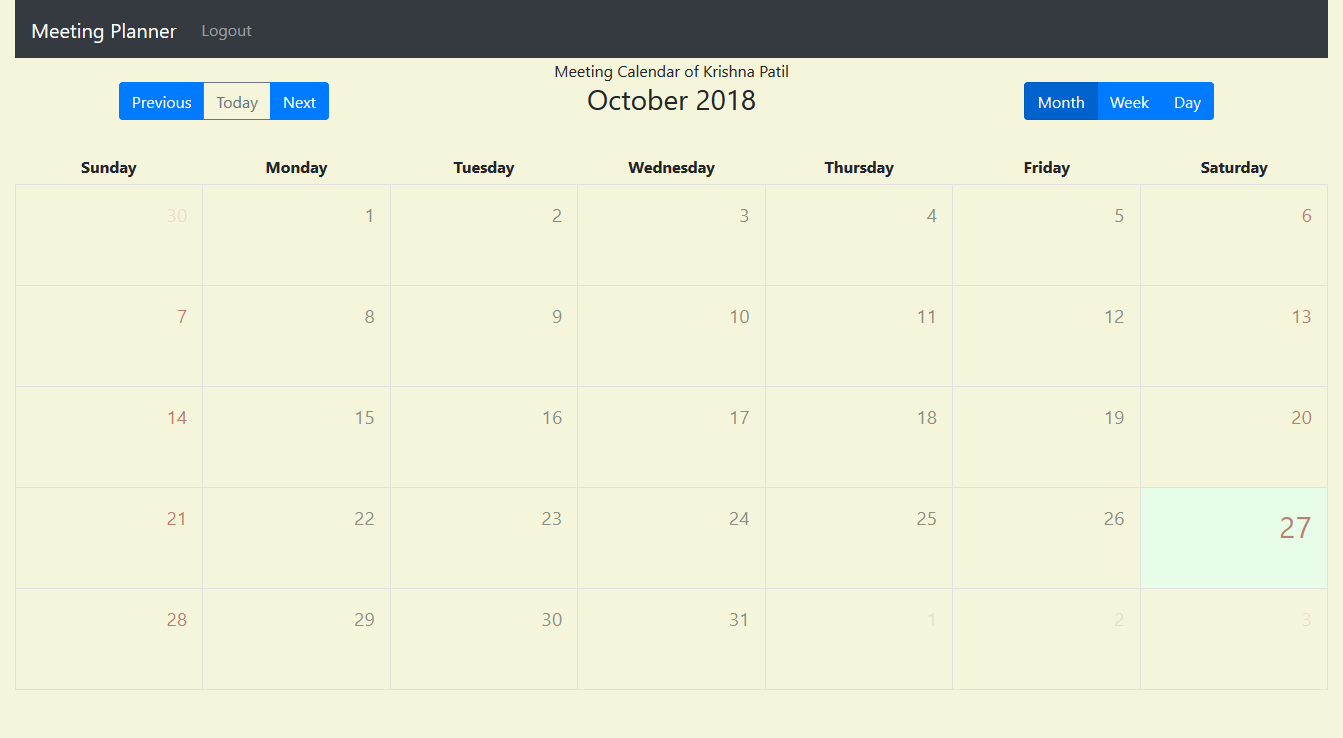 Meeting Planner Logout
Meeting Calendar of Krishna Patil
Previous Today Next
October 2018
Month Week Day
Sunday Monday Tuesday Wednesday Thursday Friday Saturday
30 1 2 3 4 5 6
7 8 9 10 11 12 13
14 15 16 17 18 19 20
21 22 23 24 25 26 27
28 29 30 31 1 2 3